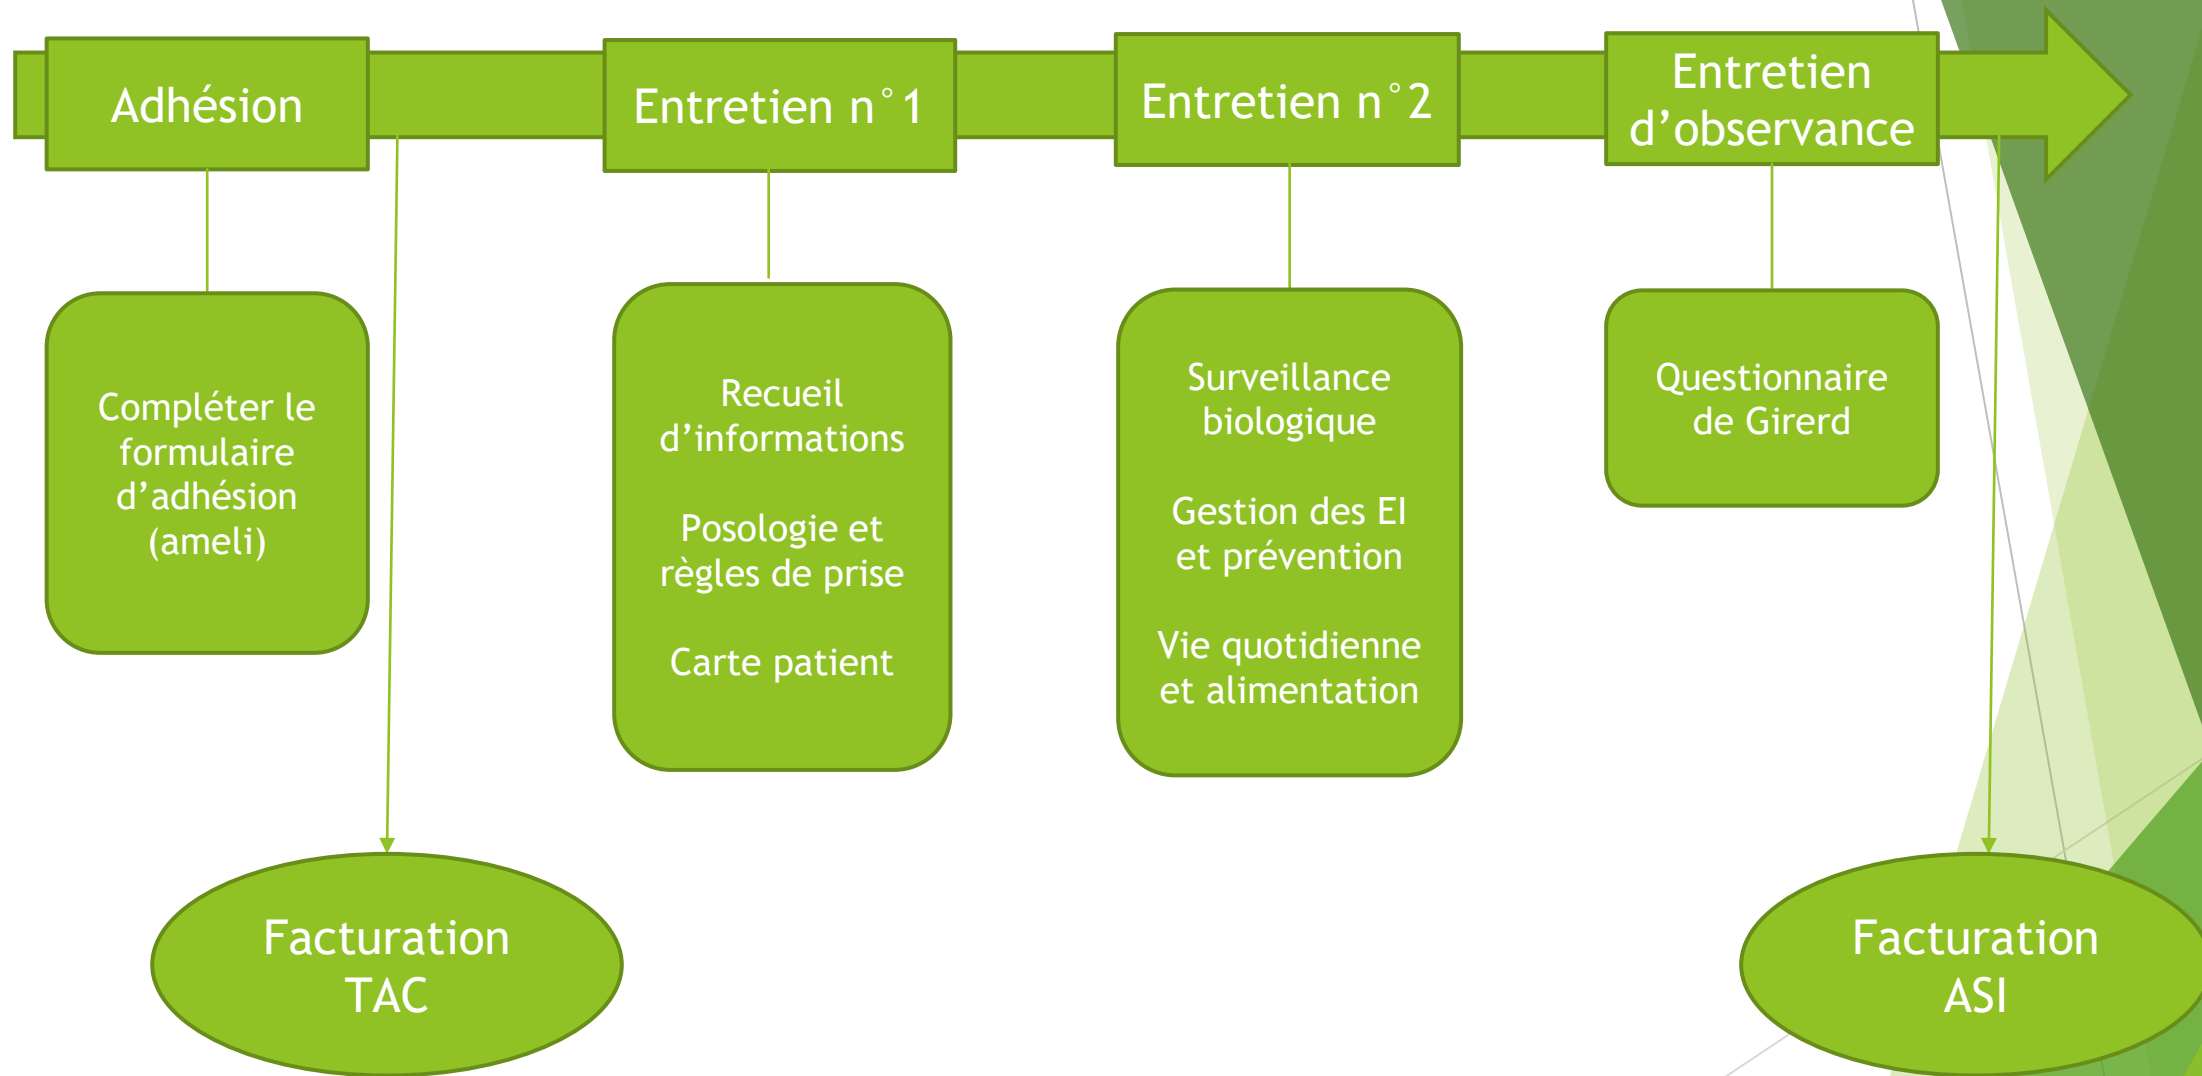 Adhésion
Entretien n°1
Entretien n°2
Entretien
d’observance
Compléter le
formulaire
d’adhésion
(ameli)
Recueil
d’informations
Posologie et
règles de prise
Carte patient
Surveillance
biologique
Gestion des EI
et prévention
Vie quotidienne
et alimentation
Questionnaire
de Girerd
Facturation
TAC
Facturation
ASI